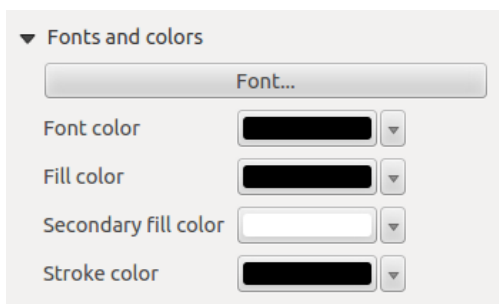 Fonts and colors
Font...
Font color
Fill color
Secondary fill color
Stroke color